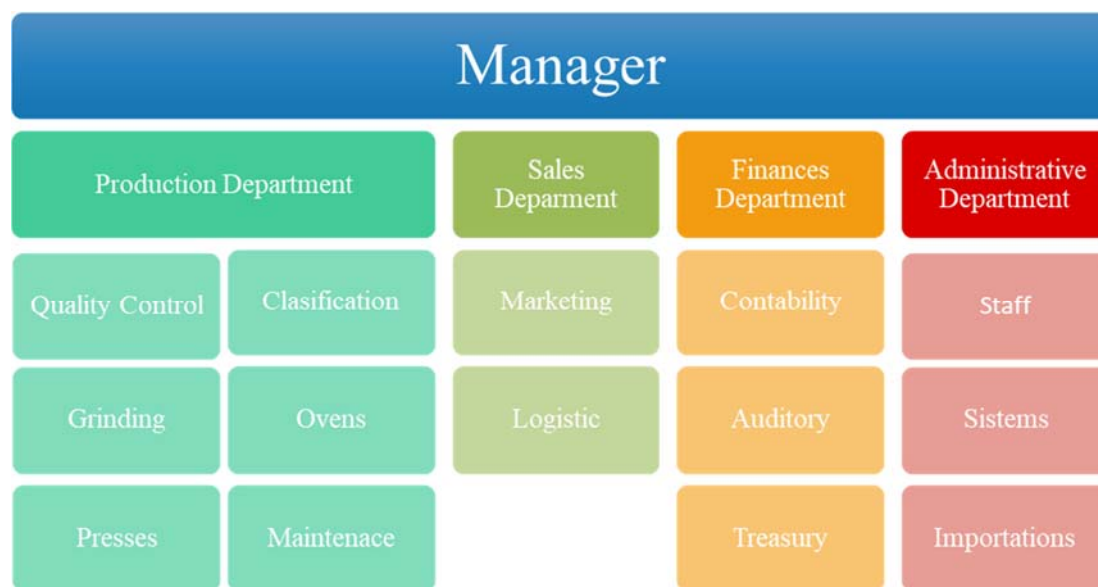 Manager
Production Department
Sales
Deparment
Finances
Department
Administrative
Department
Quality Control
Clasification
Marketing
Contability
Staff
Grinding
Ovens
Logistic
Auditory
Sistems
Presses
Maintenace
Treasury
Importations